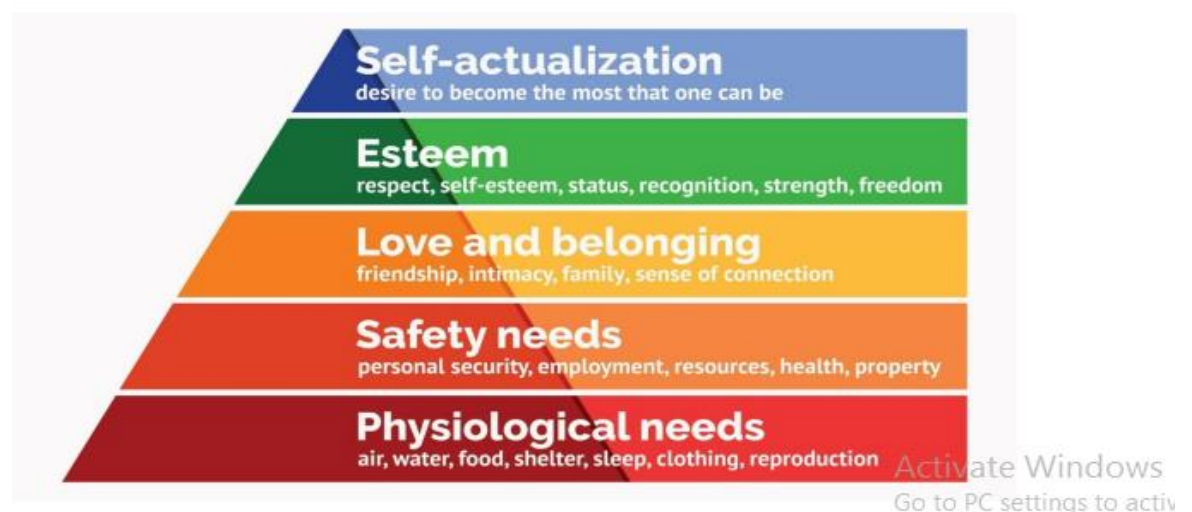 Self-actualization
desire to become the most that one can be
Esteem
respect, self-esteem, status, recognition, strength, freedom
Love and belonging
friendship, intimacy, family, sense of connection
Safety needs
personal security, employment, resources, health, property
Physiological needs
air, water, food, shelter, sleep, clothing, reproduction
Activate Windows
Go to PC settings to activ